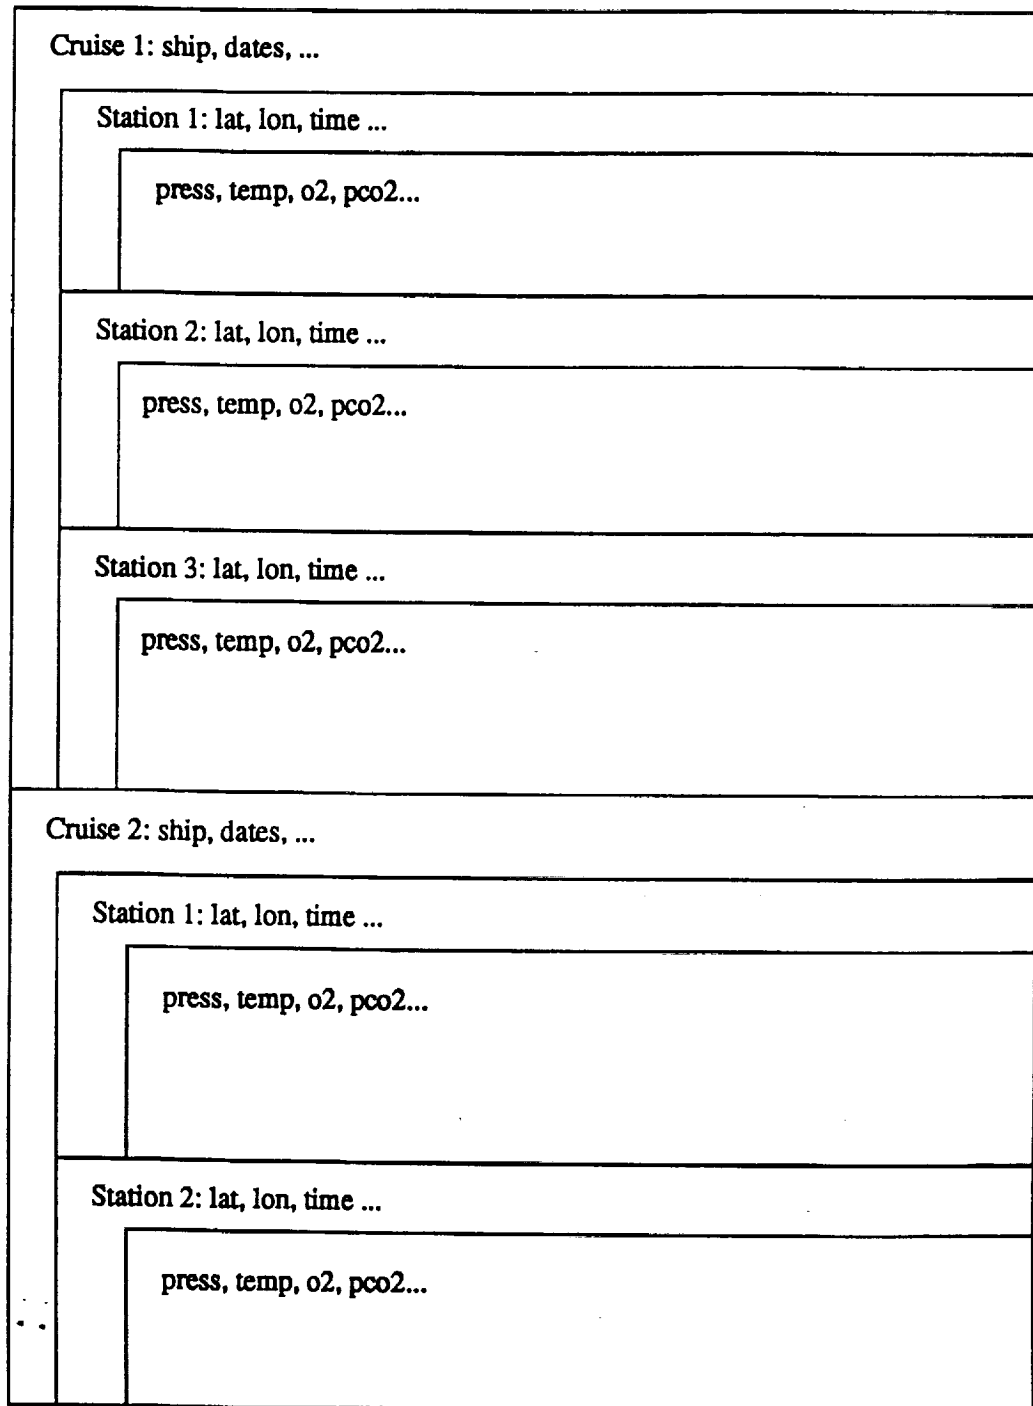 Cruise 1: ship, dates, ...
Station 1: lat, lon, time ...
press, temp, o2, pco2...
Station 2: lat, lon, time ...
press, temp, o2, pco2...
Station 3: lat, lon, time ...
press, temp, o2, pco2...
Cruise 2: ship, dates, ...
Station 1: lat, lon, time ...
press, temp, o2, pco2...
Station 2: lat, lon, time ...
press, temp, o2, pco2...